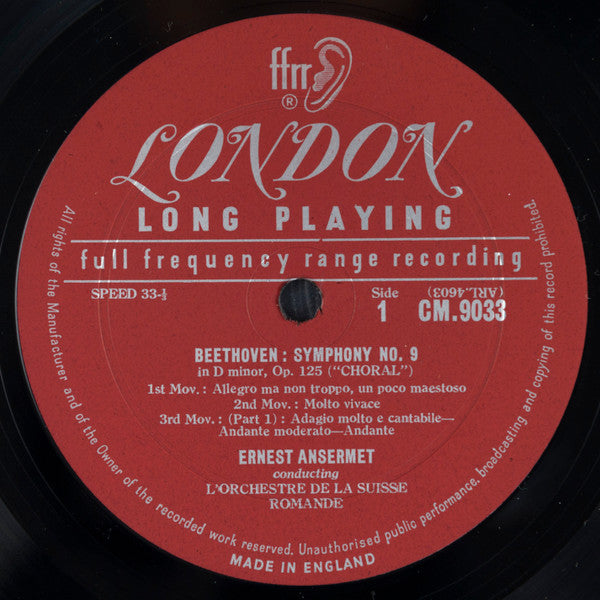 ffrr
®
LONDON
LONG PLAYING
full frequency range recording
SPEED 33-⅓
Side
1
(ARL.4603)
CM.9033
BEETHOVEN : SYMPHONY NO. 9
in D minor, Op. 125 ("CHORAL")
1st Mov. : Allegro ma non troppo, un poco maestoso
2nd Mov. : Molto vivace
3rd Mov. : (Part 1) : Adagio molto e cantabile—
Andante moderato—Andante
ERNEST ANSERMET
conducting
L'ORCHESTRE DE LA SUISSE
ROMANDE
All rights of the Manufacturer and of the Owner of the recorded work reserved. Unauthorised public performance, broadcasting and copying of this record prohibited.
MADE IN ENGLAND